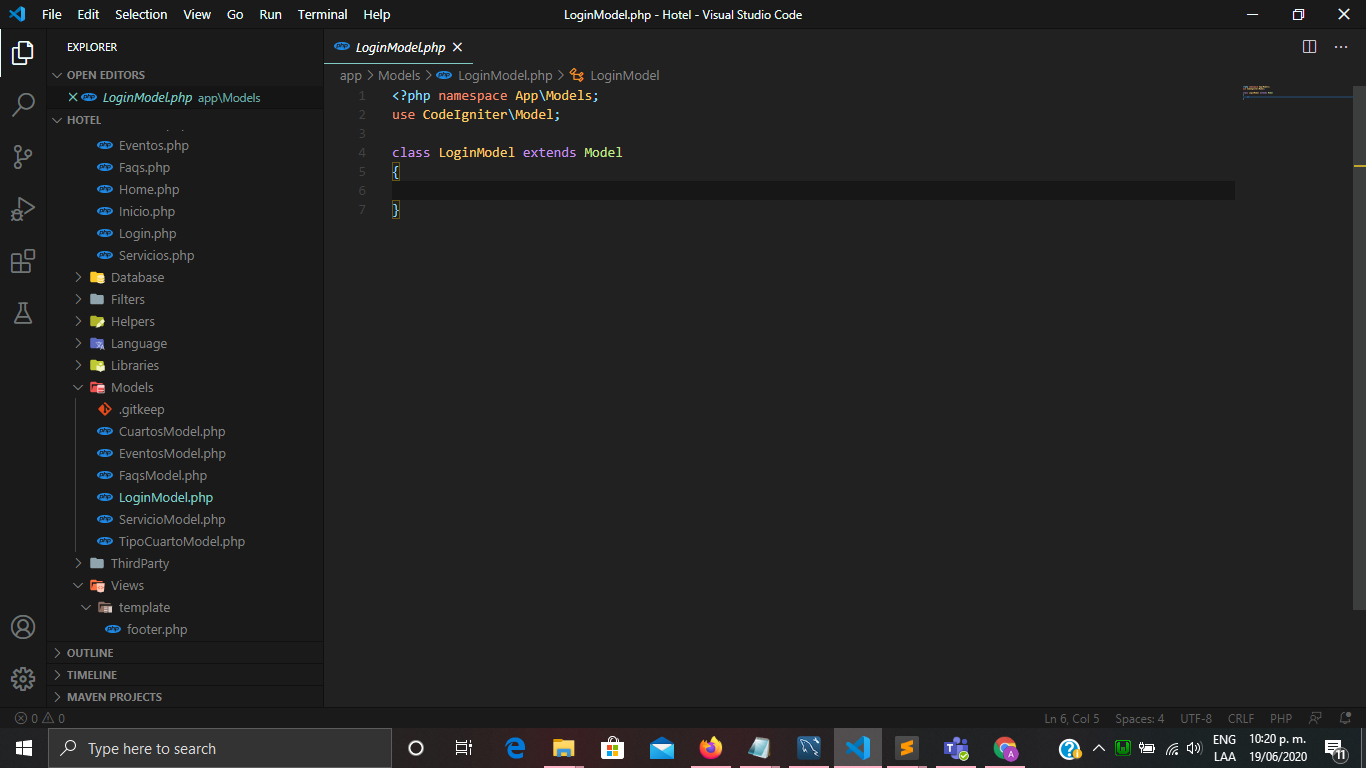 File Edit Selection View Go Run Terminal Help LoginModel.php - Hotel - Visual Studio Code
EXPLORER
OPEN EDITORS
LoginModel.php app\Models
HOTEL
Eventos.php
Faqs.php
Home.php
Inicio.php
Login.php
Servicios.php
Database
Filters
Helpers
Language
Libraries
Models
.gitkeep
CuartosModel.php
EventosModel.php
FaqsModel.php
LoginModel.php
ServicioModel.php
TipoCuartoModel.php
ThirdParty
Views
template
footer.php
OUTLINE
TIMELINE
MAVEN PROJECTS
LoginModel.php
app > Models > LoginModel.php > LoginModel
1 <?php namespace App\Models;
2 use CodeIgniter\Model;
3
4 class LoginModel extends Model
5 {
6
7 }
0 0 Ln 6, Col 5 Spaces: 4 UTF-8 CRLF PHP
Type here to search
ENG 10:20 p. m.
LAA 19/06/2020
11